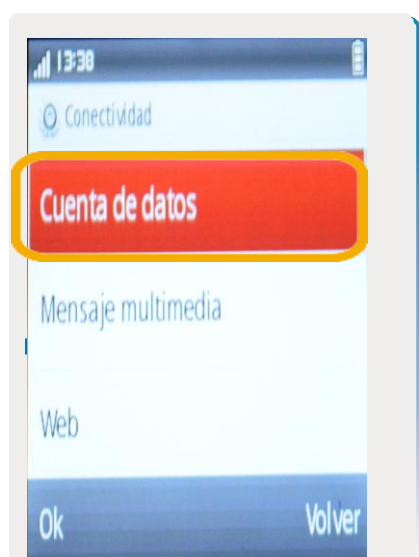 13:38
Conectividad
Cuenta de datos
Mensaje multimedia
Web
Ok Volver